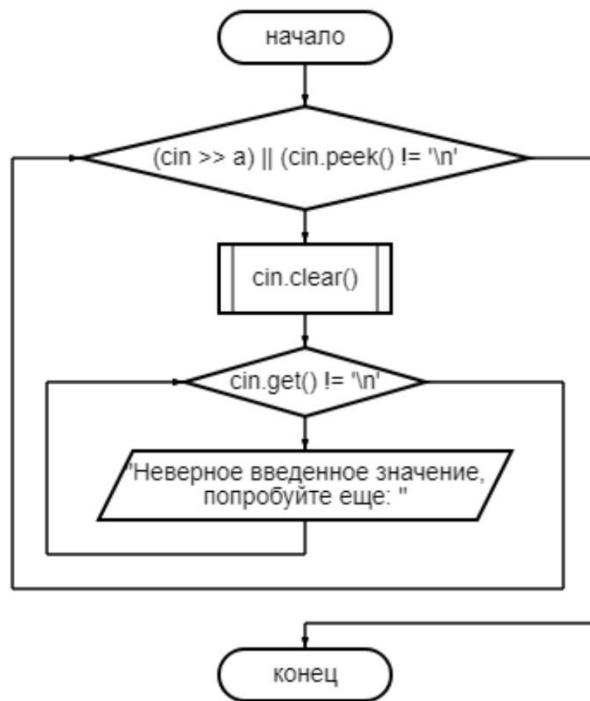 начало
(cin >> a) || (cin.peek() != '\n'
cin.clear()
cin.get() != '\n'
"Неверное введенное значение,
попробуйте еще: "
конец